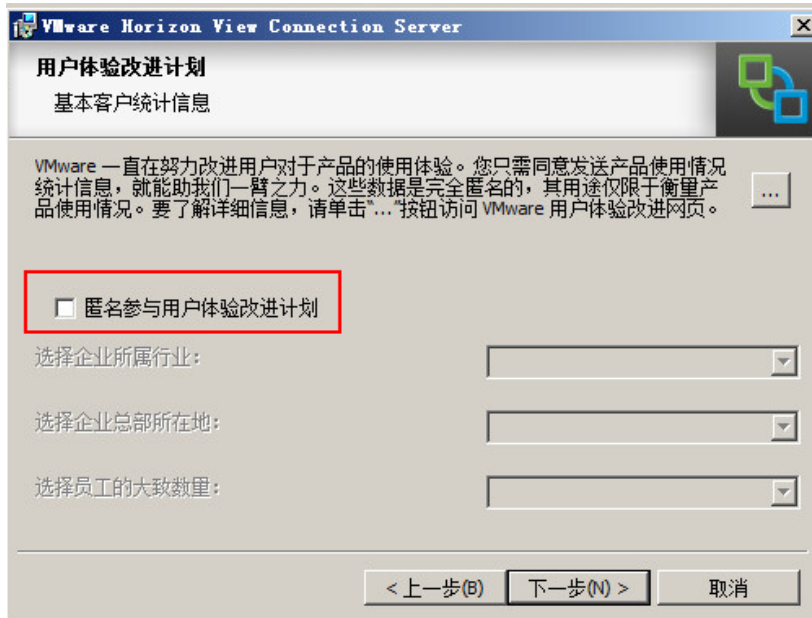 VMware Horizon View Connection Server
用户体验改进计划
基本客户统计信息
VMware 一直在努力改进用户对于产品的使用体验。您只需同意发送产品使用情况
统计信息，就能助我们一臂之力。这些数据是完全匿名的，其用途仅限于衡量产
品使用情况。要了解详细信息，请单击“...”按钮访问 VMware 用户体验改进网页。
...
匿名参与用户体验改进计划
选择企业所属行业:
选择企业总部所在地:
选择员工的大致数量:
< 上一步(B)
下一步(N) >
取消